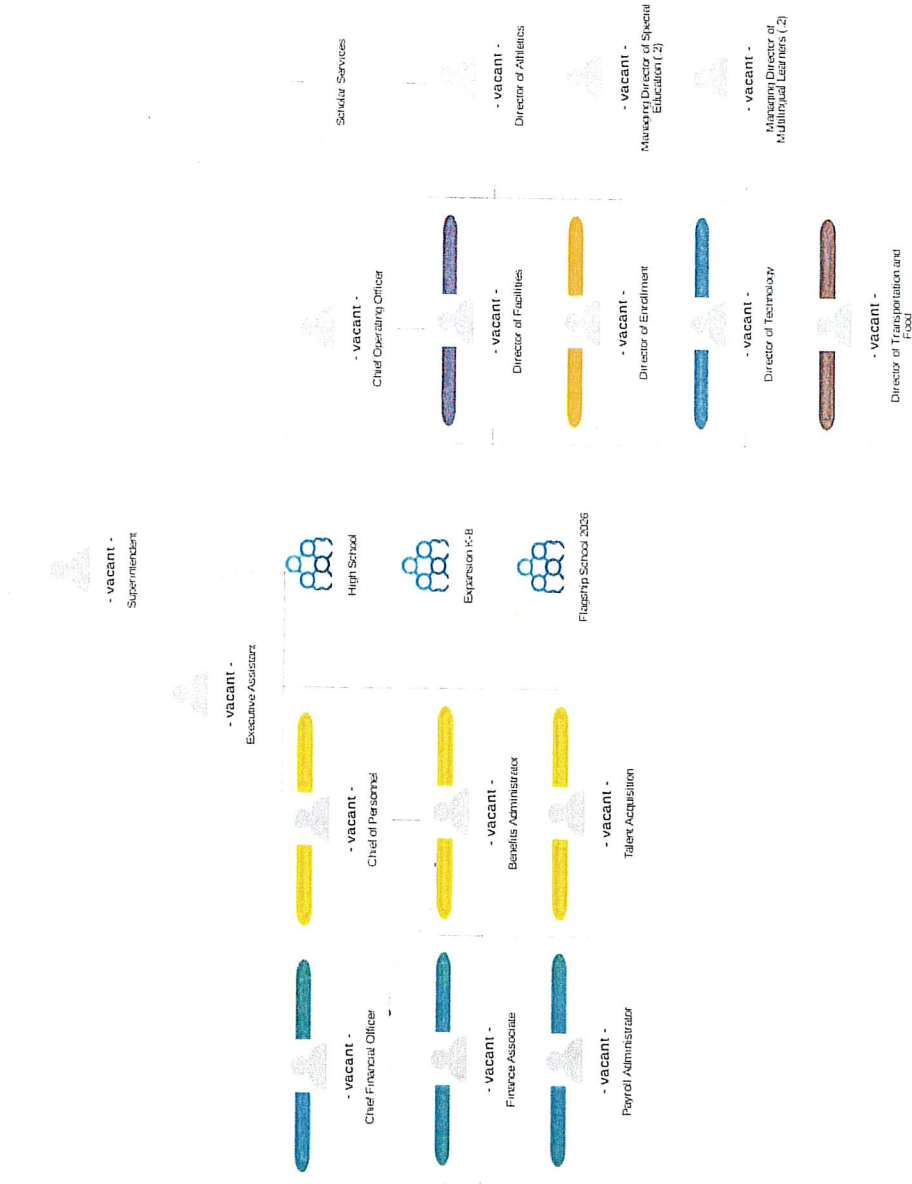 - vacant -
Superintendent
- vacant -
Executive Assistant
- vacant -
Chief Financial Officer
- vacant -
Finance Associate
- vacant -
Payroll Administrator
- vacant -
Chief of Personnel
- vacant -
Benefits Administrator
- vacant -
Talent Acquisition
High School
Expansion K-8
Flagship School 2026
- vacant -
Chief Operating Officer
- vacant -
Director of Facilities
- vacant -
Director of Enrollment
- vacant -
Director of Technology
- vacant -
Director of Transportation and
Food
Scholar Services
- vacant -
Director of Athletics
- vacant -
Managing Director of Special
Education (.2)
- vacant -
Managing Director of
Multilingual Learners (.2)